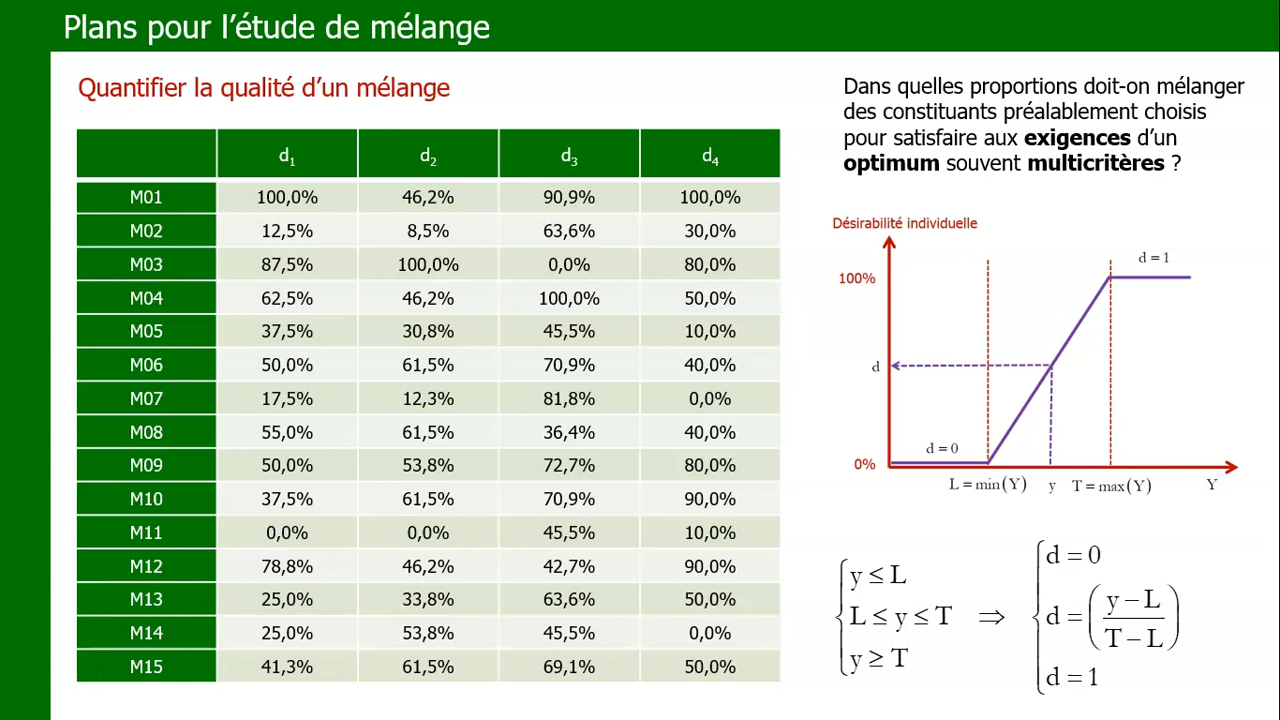 Plans pour l’étude de mélange
Quantifier la qualité d’un mélange
d₁ d₂ d₃ d₄
M01 100,0% 46,2% 90,9% 100,0%
M02 12,5% 8,5% 63,6% 30,0%
M03 87,5% 100,0% 0,0% 80,0%
M04 62,5% 46,2% 100,0% 50,0%
M05 37,5% 30,8% 45,5% 10,0%
M06 50,0% 61,5% 70,9% 40,0%
M07 17,5% 12,3% 81,8% 0,0%
M08 55,0% 61,5% 36,4% 40,0%
M09 50,0% 53,8% 72,7% 80,0%
M10 37,5% 61,5% 70,9% 90,0%
M11 0,0% 0,0% 45,5% 10,0%
M12 78,8% 46,2% 42,7% 90,0%
M13 25,0% 33,8% 63,6% 50,0%
M14 25,0% 53,8% 45,5% 0,0%
M15 41,3% 61,5% 69,1% 50,0%
Dans quelles proportions doit-on mélanger
des constituants préalablement choisis
pour satisfaire aux exigences d’un
optimum souvent multicritères ?
Désirabilité individuelle
d = 1
100%
d
d = 0
0%
L = min(Y) y T = max(Y) Y
y ≤ L
L ≤ y ≤ T
y ≥ T
⇒
d = 0
d = ((y − L)/(T − L))
d = 1